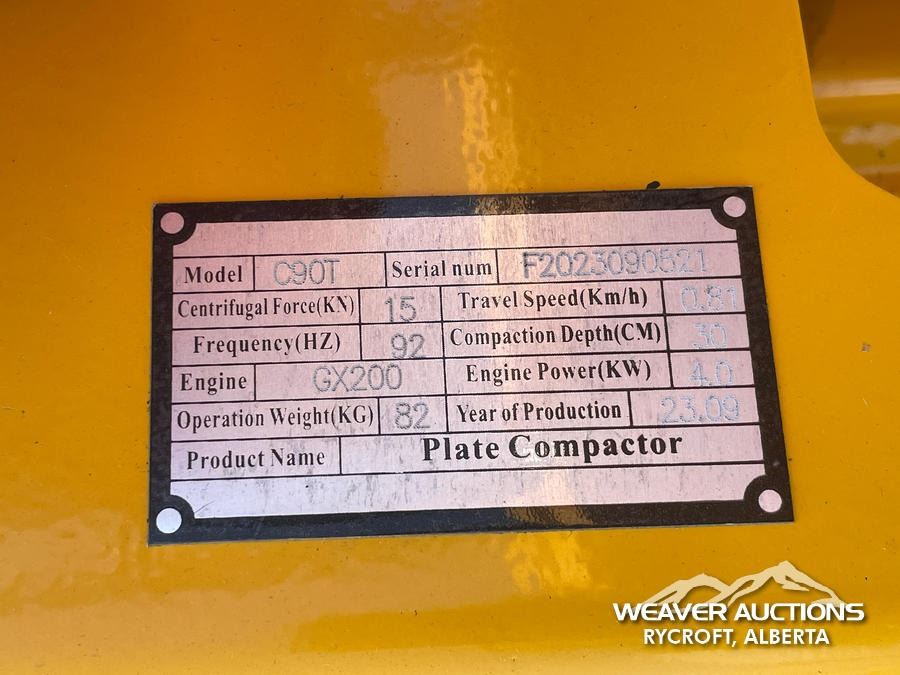 Model C90T Serial num F2023090521
Centrifugal Force(KN) 15 Travel Speed(Km/h) 0.81
Frequency(HZ) 92 Compaction Depth(CM) 30
Engine GX200 Engine Power(KW) 4.0
Operation Weight(KG) 82 Year of Production 23.09
Product Name Plate Compactor
WEAVER AUCTIONS
RYCROFT, ALBERTA